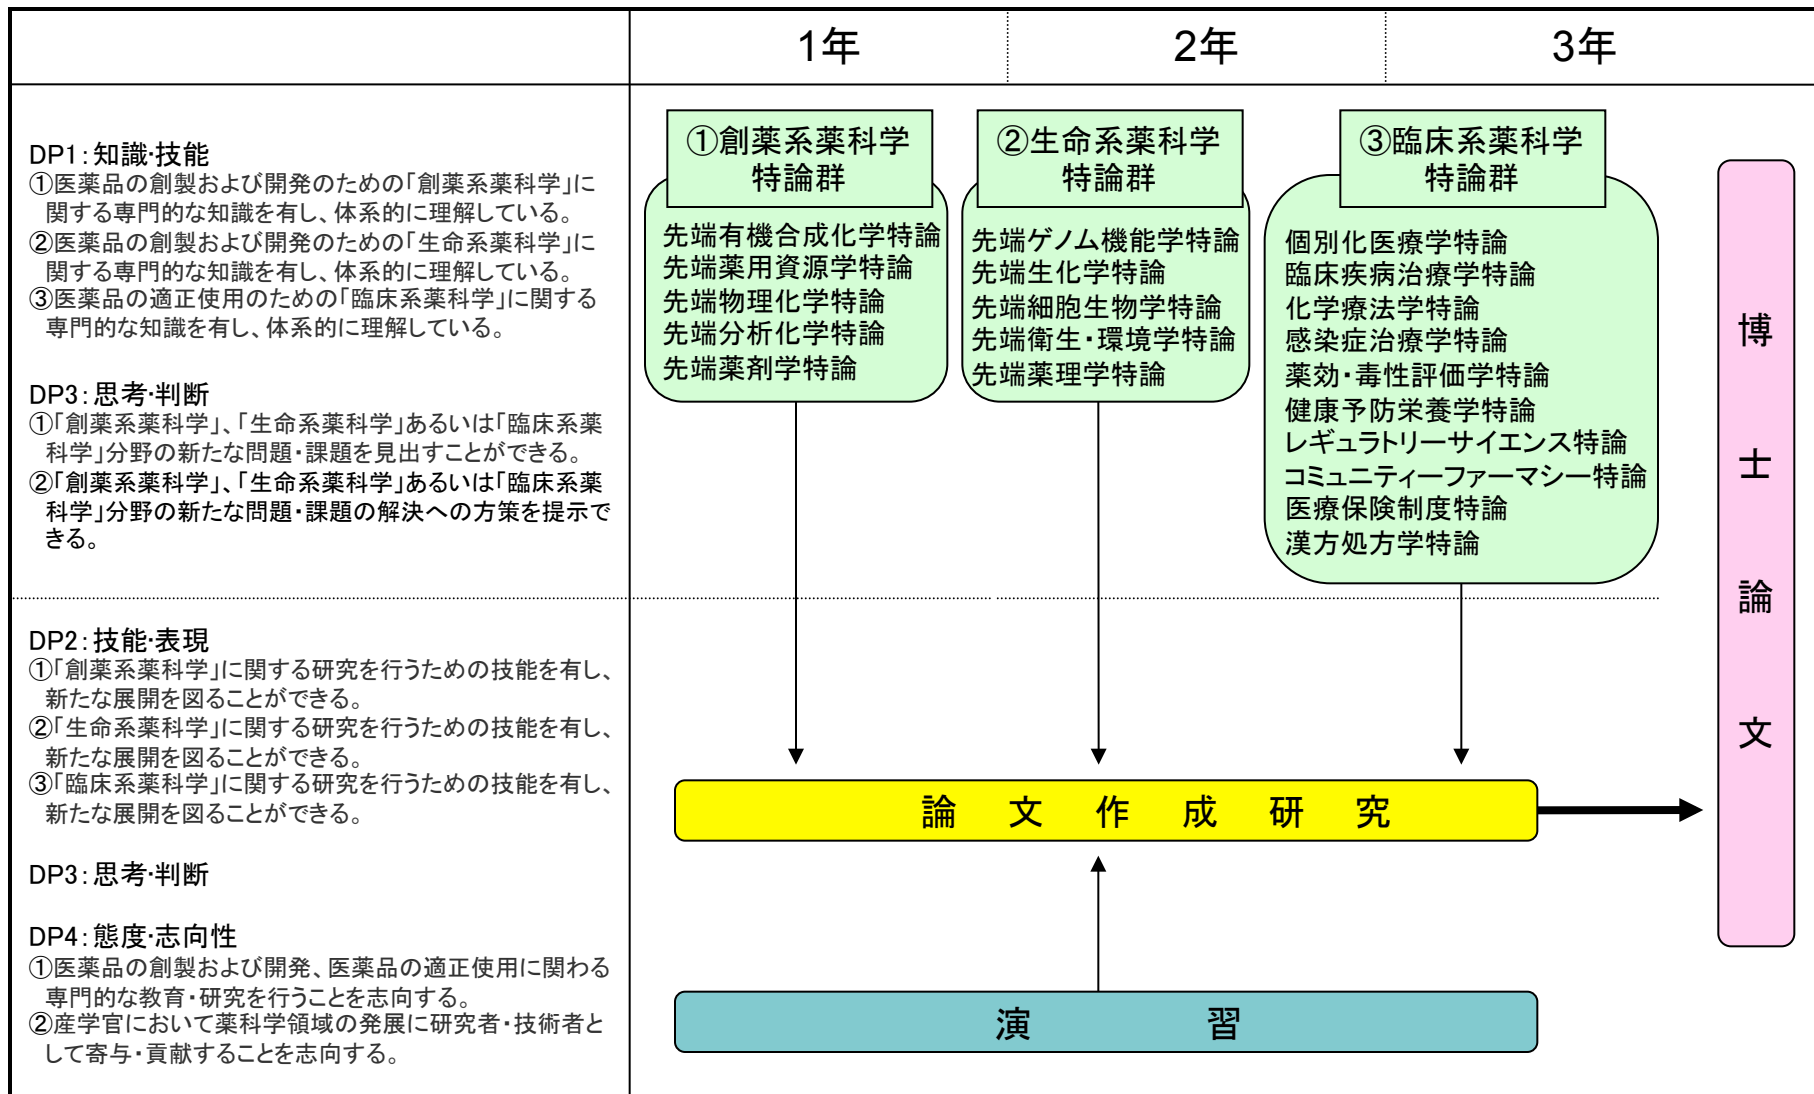 1年
2年
3年
DP1：知識・技能
①医薬品の創製および開発のための「創薬系薬科学」に
関する専門的な知識を有し、体系的に理解している。
②医薬品の創製および開発のための「生命系薬科学」に
関する専門的な知識を有し、体系的に理解している。
③医薬品の適正使用のための「臨床系薬科学」に関する
専門的な知識を有し、体系的に理解している。
DP3：思考・判断
①「創薬系薬科学」、「生命系薬科学」あるいは「臨床系薬
科学」分野の新たな問題・課題を見出すことができる。
②「創薬系薬科学」、「生命系薬科学」あるいは「臨床系薬
科学」分野の新たな問題・課題の解決への方策を提示で
きる。
①創薬系薬科学
特論群
先端有機合成化学特論
先端薬用資源学特論
先端物理化学特論
先端分析化学特論
先端薬剤学特論
②生命系薬科学
特論群
先端ゲノム機能学特論
先端生化学特論
先端細胞生物学特論
先端衛生・環境学特論
先端薬理学特論
③臨床系薬科学
特論群
個別化医療学特論
臨床疾病治療学特論
化学療法学特論
感染症治療学特論
薬効・毒性評価学特論
健康予防栄養学特論
レギュラトリーサイエンス特論
コミュニティーファーマシー特論
医療保険制度特論
漢方処方学特論
DP2：技能・表現
①「創薬系薬科学」に関する研究を行うための技能を有し、
新たな展開を図ることができる。
②「生命系薬科学」に関する研究を行うための技能を有し、
新たな展開を図ることができる。
③「臨床系薬科学」に関する研究を行うための技能を有し、
新たな展開を図ることができる。
DP3：思考・判断
DP4：態度・志向性
①医薬品の創製および開発、医薬品の適正使用に関わる
専門的な教育・研究を行うことを志向する。
②産学官において薬科学領域の発展に研究者・技術者と
して寄与・貢献することを志向する。
論文作成研究
演習
博士論文